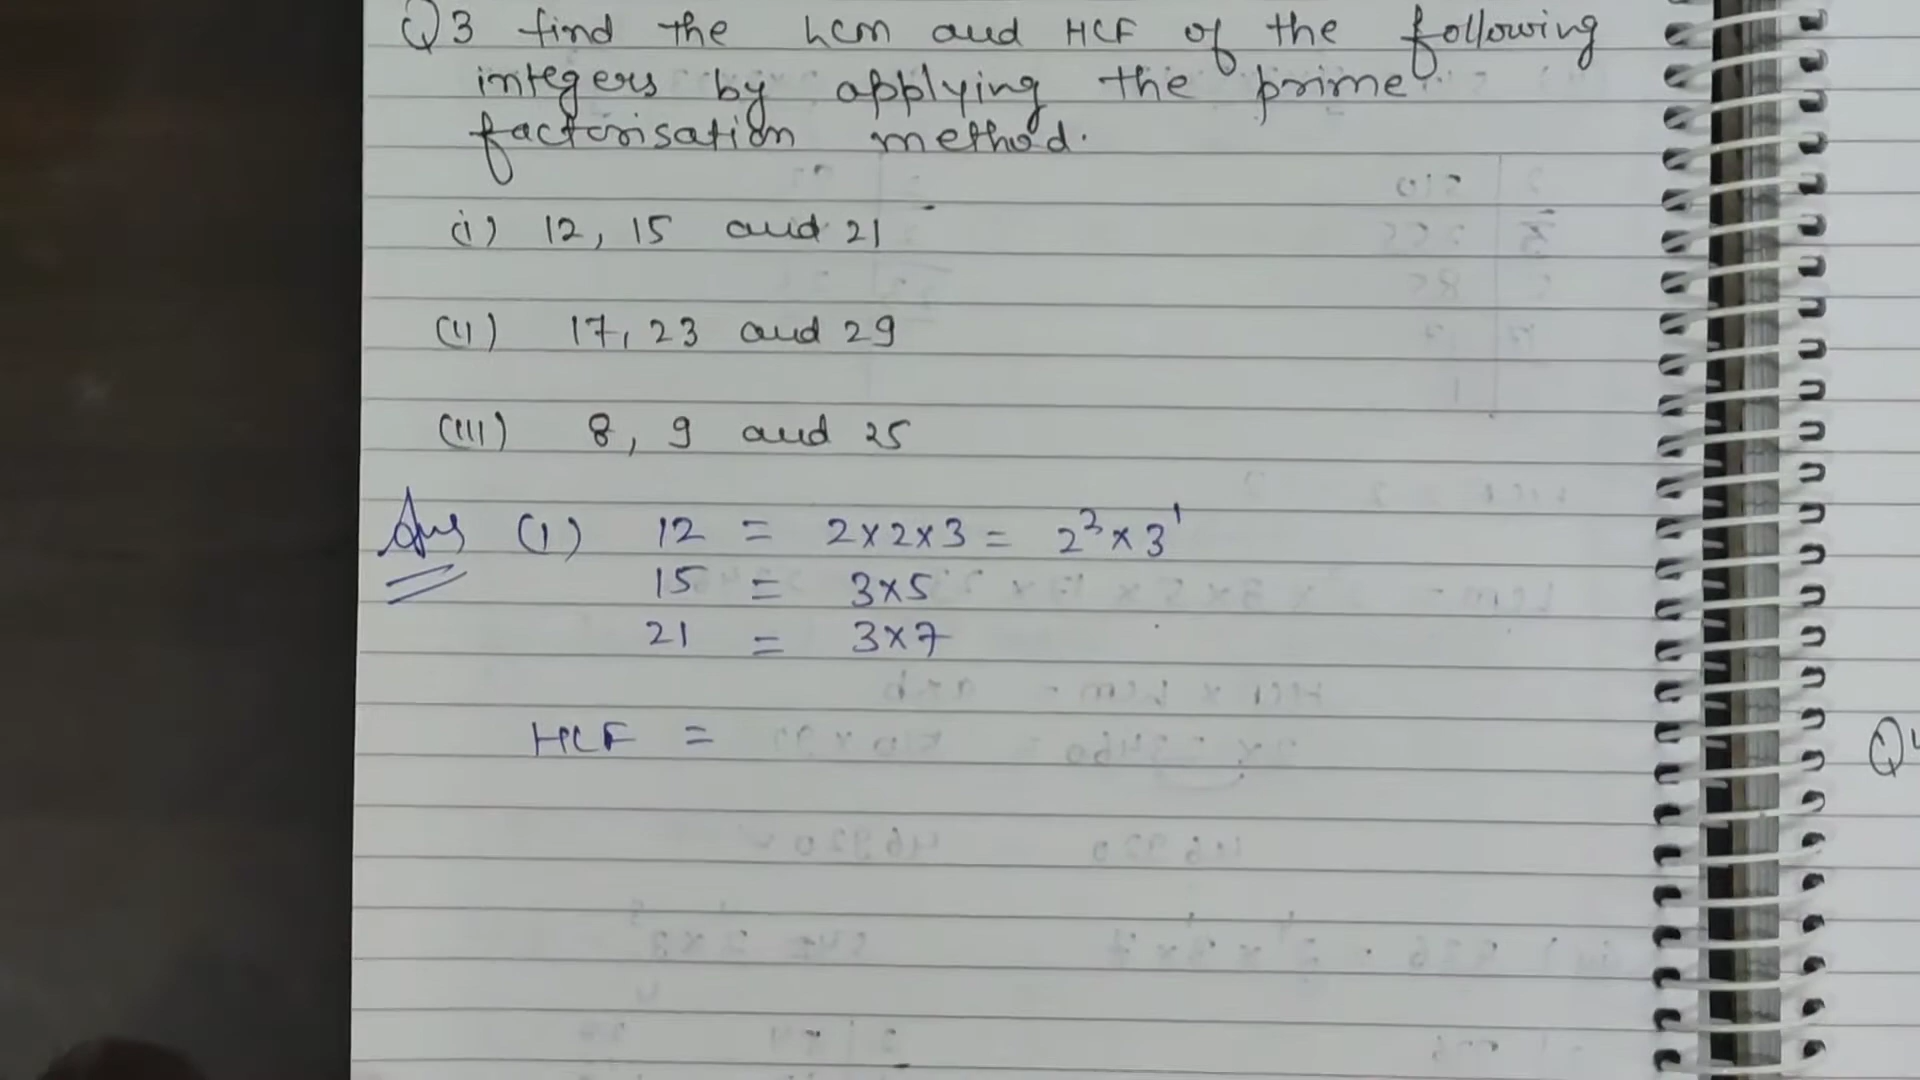 Q3 find the Lcm and HCF of the following
integers by applying the prime
factorisation method.
(i) 12, 15 and 21
(ii) 17, 23 and 29
(iii) 8, 9 and 25
Ans (1) 12 = 2×2×3 = 2² × 3¹
15 = 3×5
21 = 3×7
HCF =
Q4